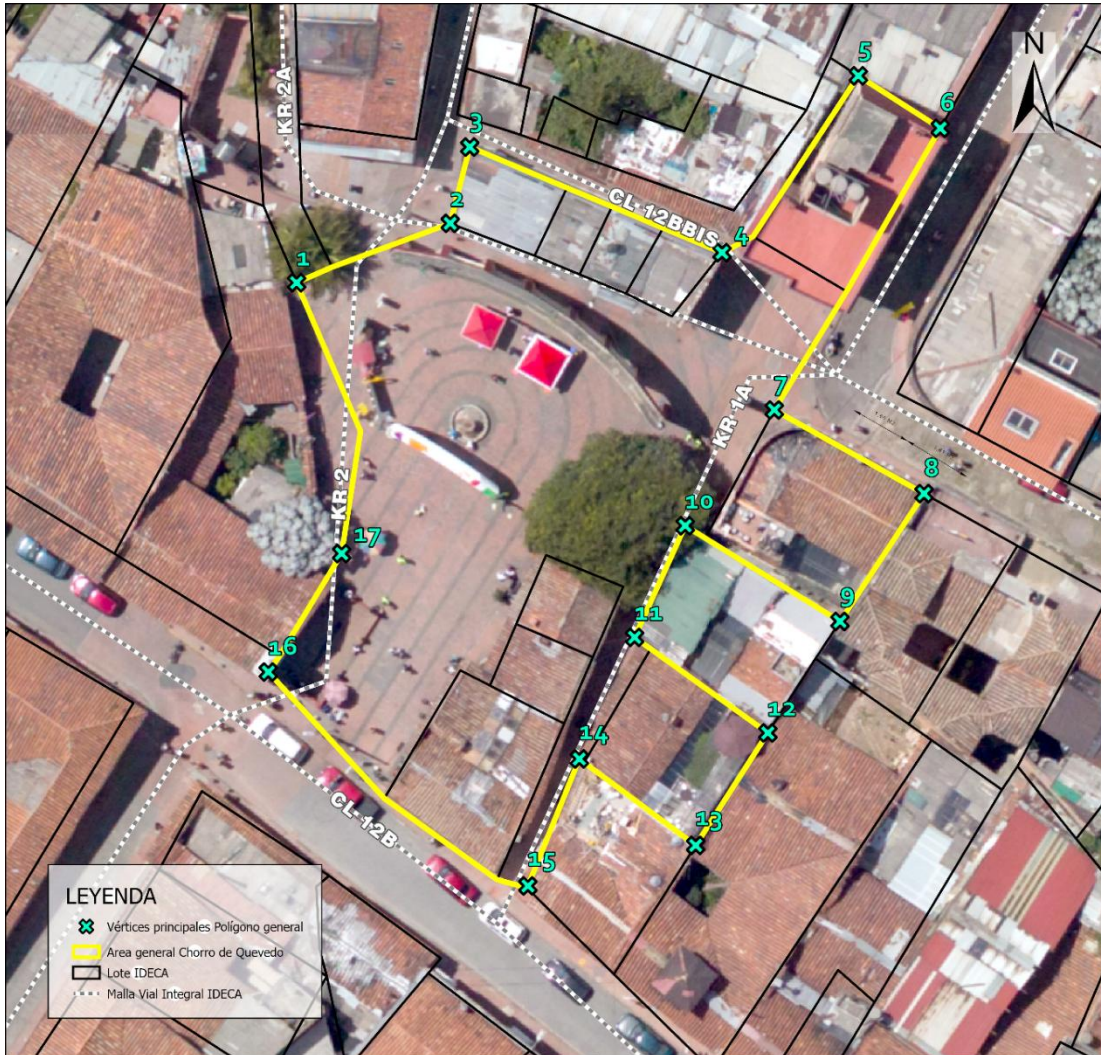 N
KR 2A
5
6
3
CL 12BBIS
2
4
1
7
KR 1A
8
10
KR 2
17
9
11
16
12
14
13
CL 12B
15
LEYENDA
Vértices principales Polígono general
Area general Chorro de Quevedo
Lote IDECA
Malla Vial Integral IDECA